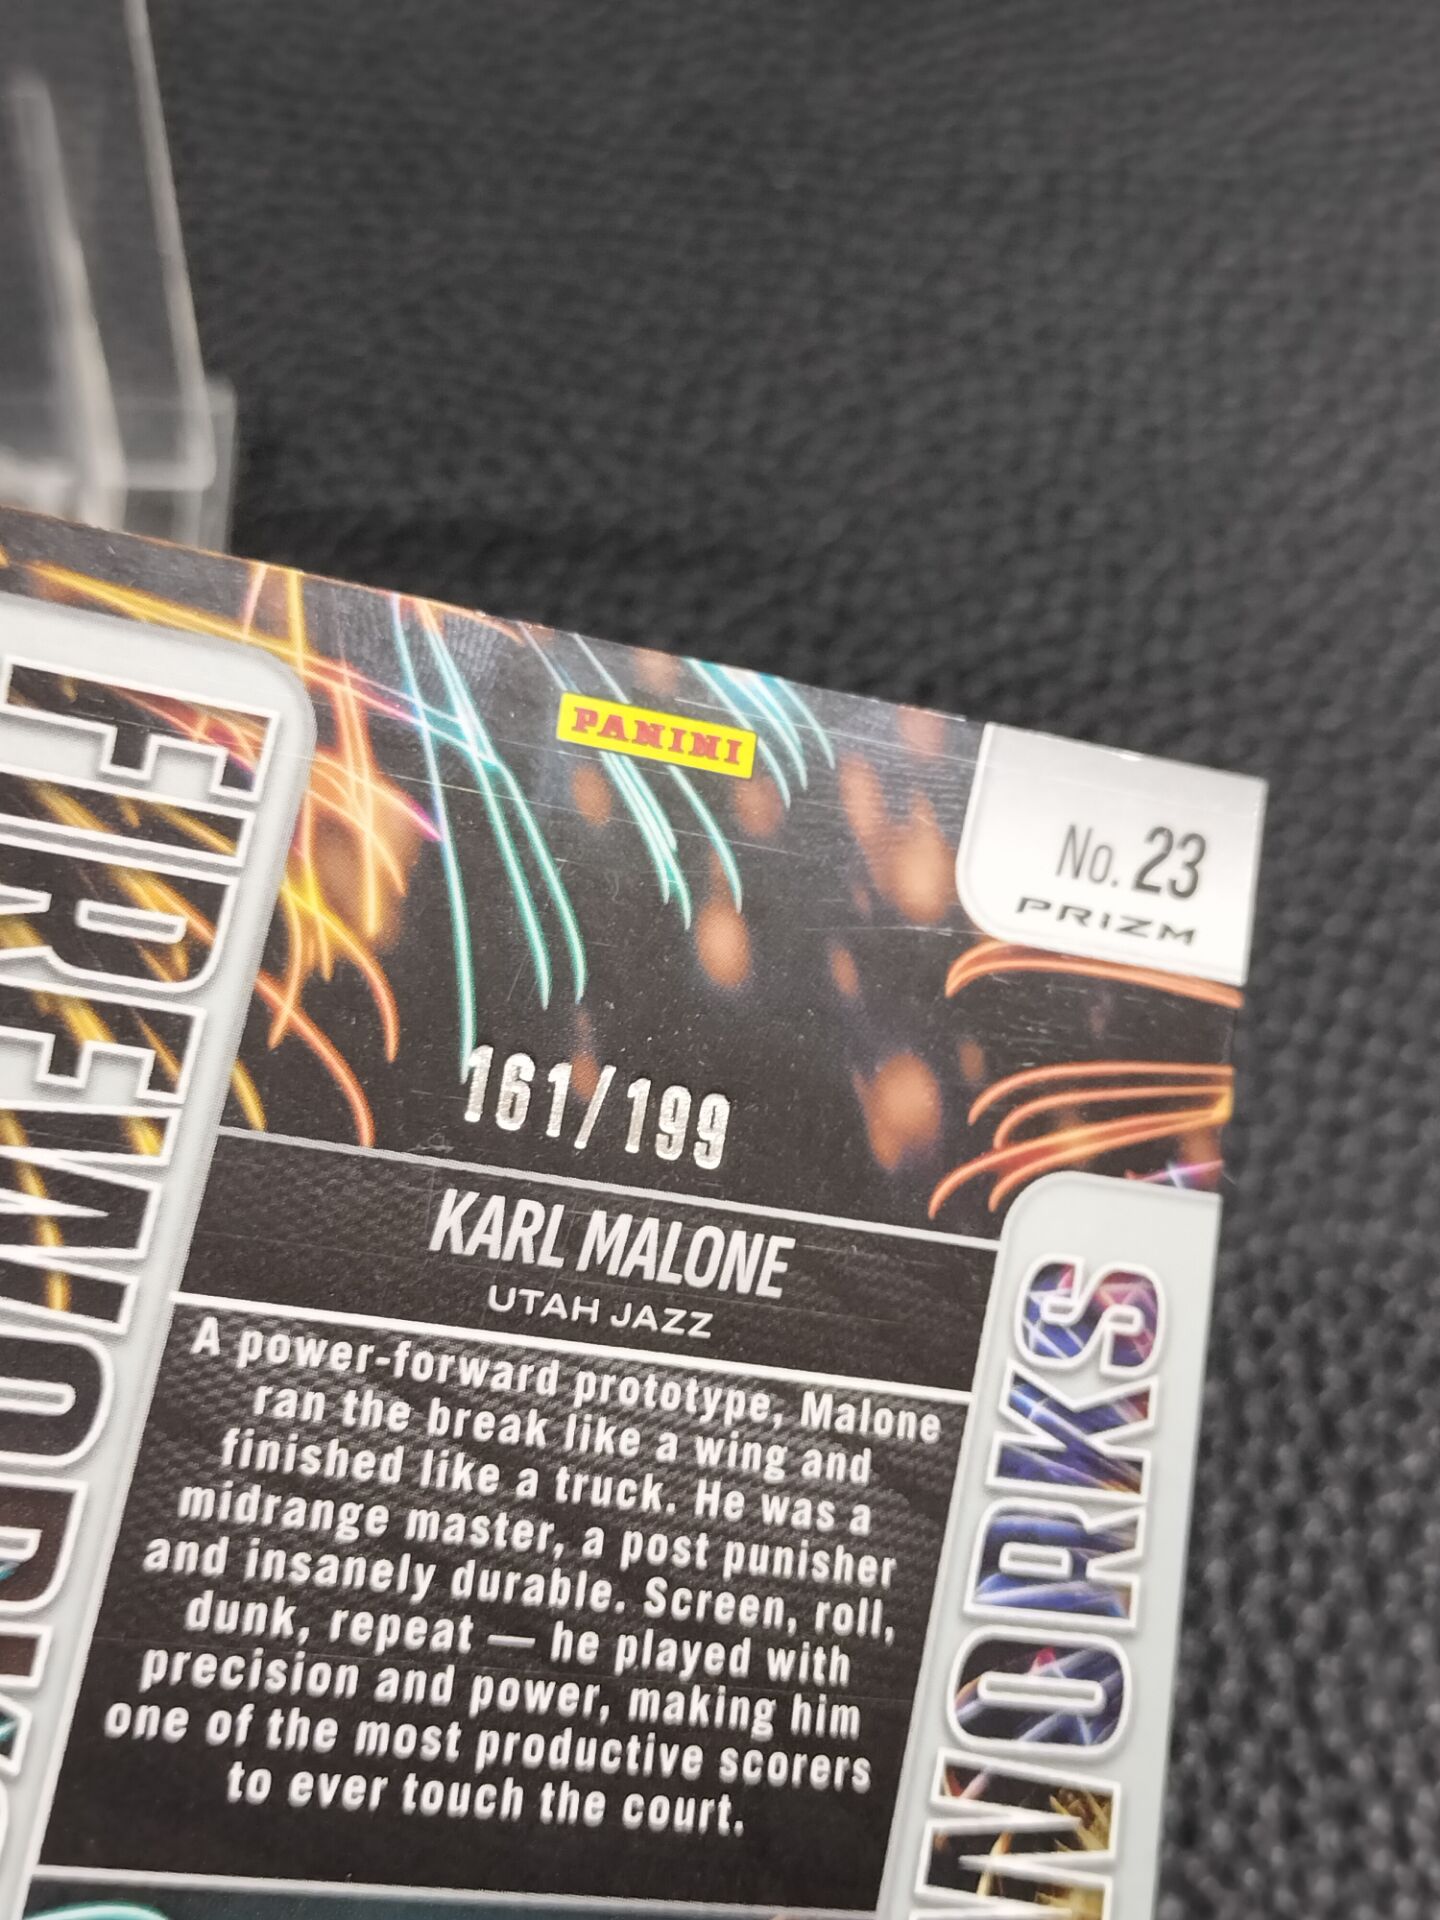 PANINI
No. 23
PRIZM
161/199
KARL MALONE
UTAH JAZZ
A power-forward prototype, Malone
ran the break like a wing and
finished like a truck. He was a
midrange master, a post punisher
and insanely durable. Screen, roll,
dunk, repeat — he played with
precision and power, making him
one of the most productive scorers
to ever touch the court.
FIREWORKS
WORKS